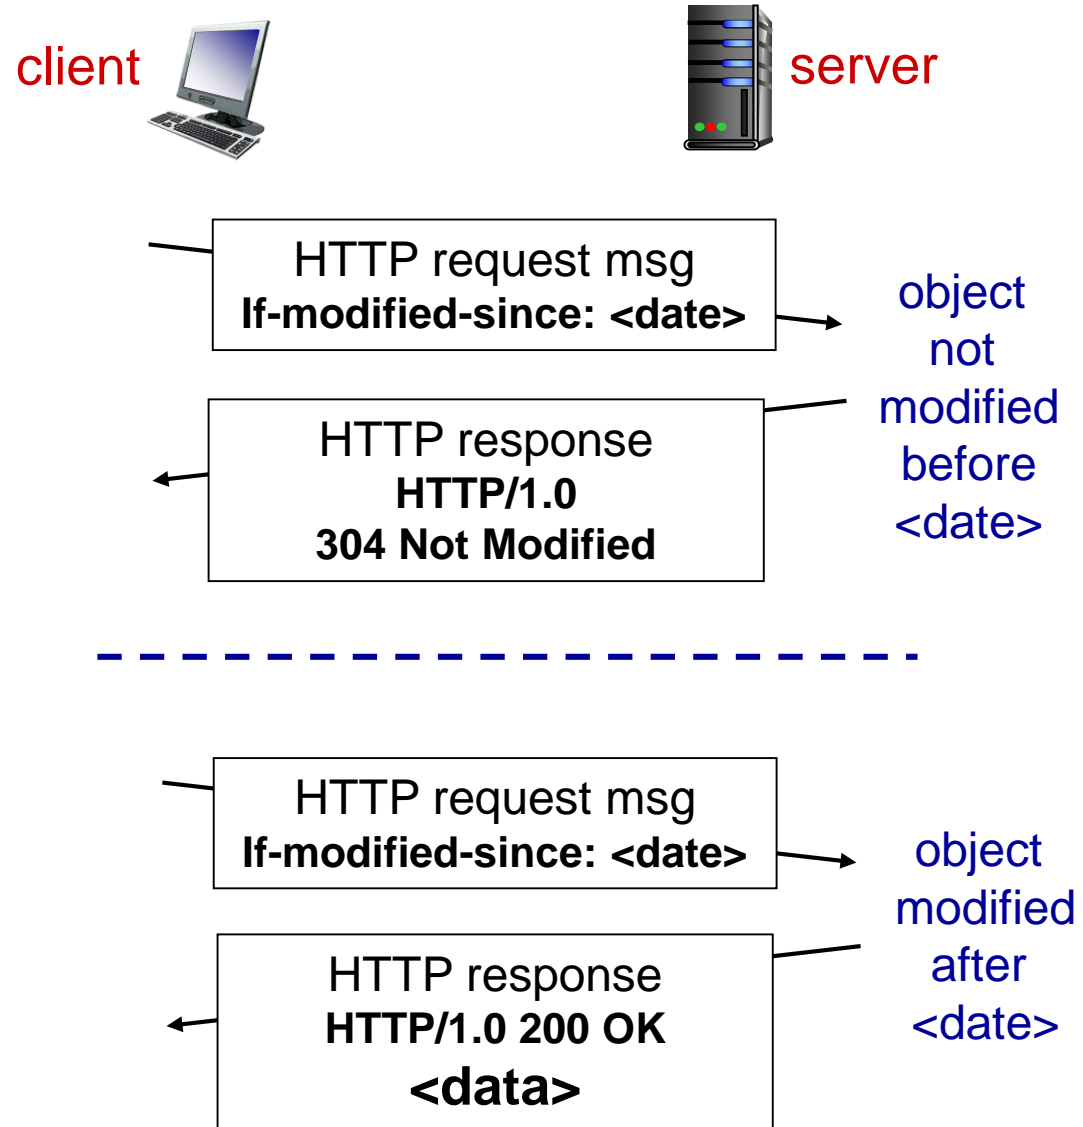 client
server
HTTP request msg
If-modified-since: <date>
object
not
modified
before
<date>
HTTP response
HTTP/1.0
304 Not Modified
HTTP request msg
If-modified-since: <date>
object
modified
after
<date>
HTTP response
HTTP/1.0 200 OK
<data>